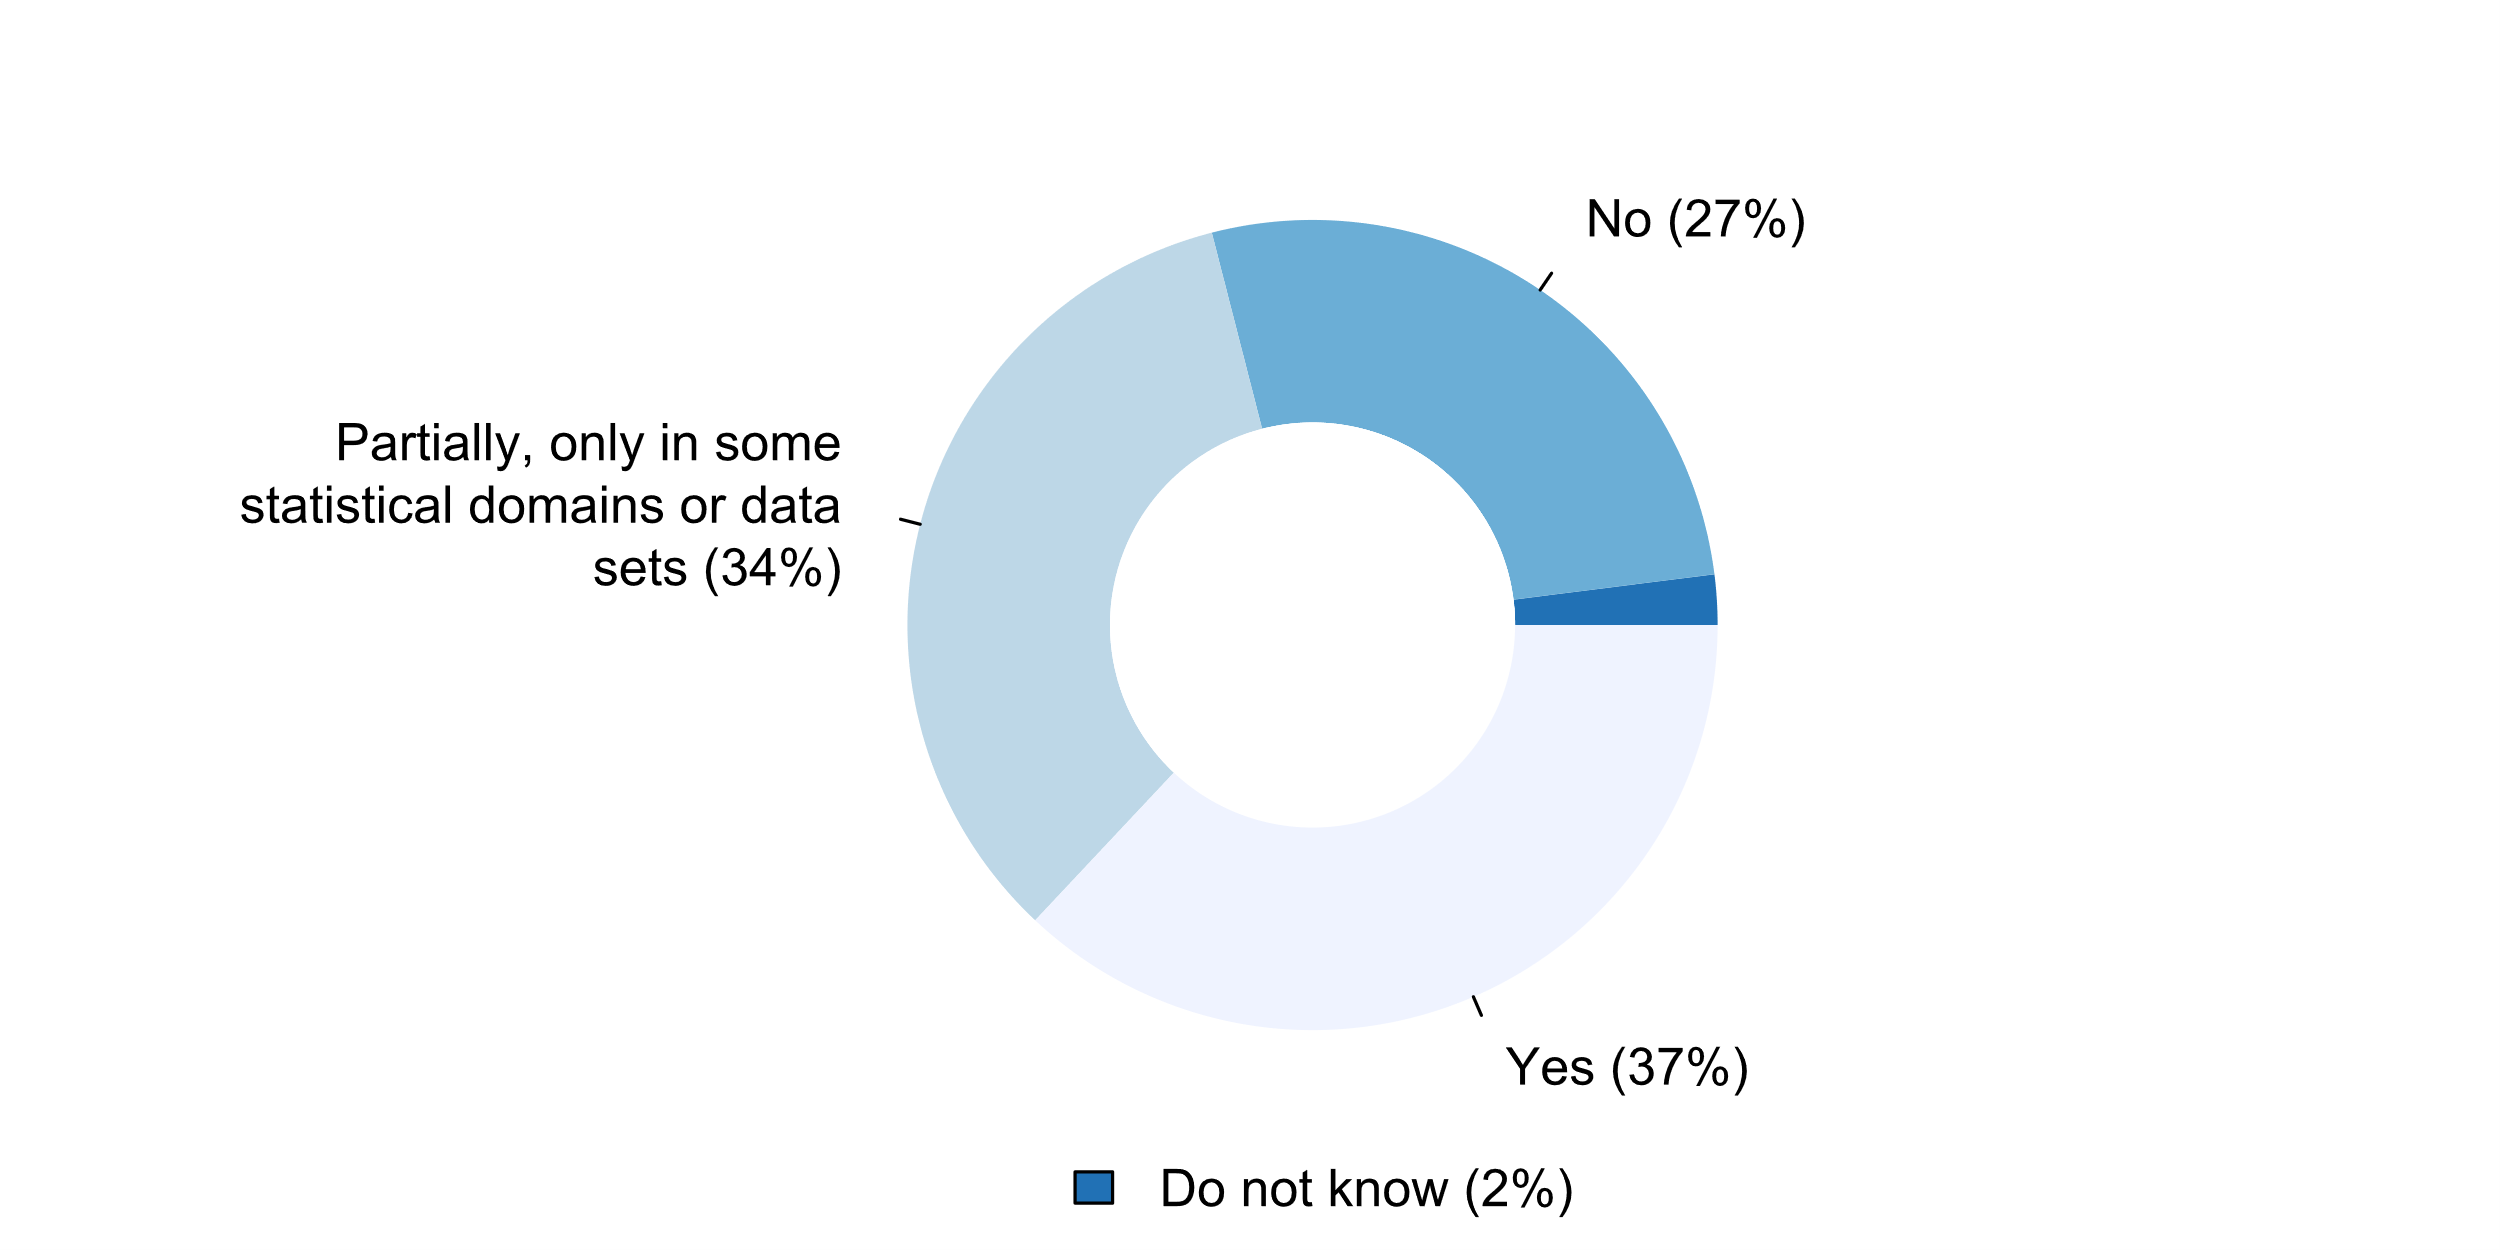 No (27%)
Partially, only in some
statistical domains or data
sets (34%)
Yes (37%)
Do not know (2%)